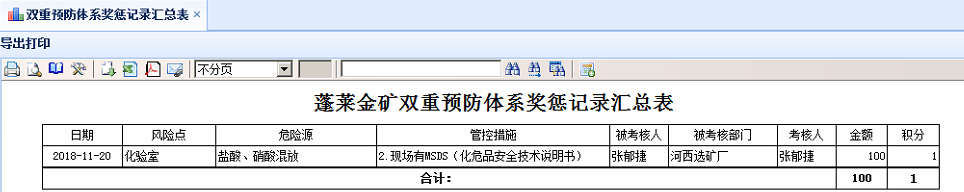 双重预防体系奖惩记录汇总表 ×
导出打印
不分页
蓬莱金矿双重预防体系奖惩记录汇总表
日期 风险点 危险源 管控措施 被考核人 被考核部门 考核人 金额 积分
2018-11-20 化验室 盐酸、硝酸混放 2.现场有MSDS（化危品安全技术说明书） 张郁捷 河西选矿厂 张郁捷 100 1
合计： 100 1